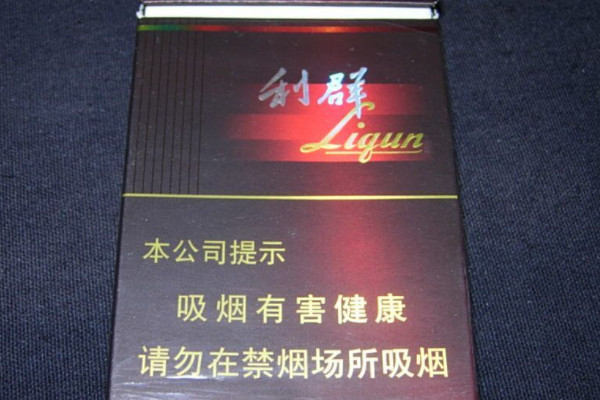 利群
Liqun
本公司提示
吸烟有害健康
请勿在禁烟场所吸烟